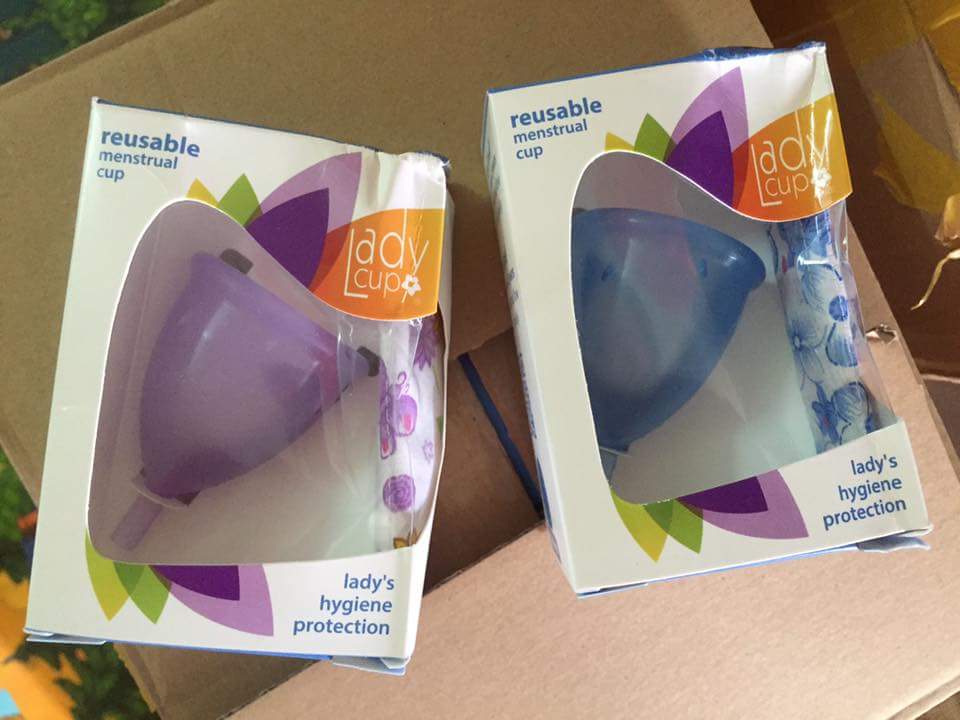 reusable
menstrual
cup
Lady
cup
lady's
hygiene
protection
reusable
menstrual
cup
Lady
cup
lady's
hygiene
protection